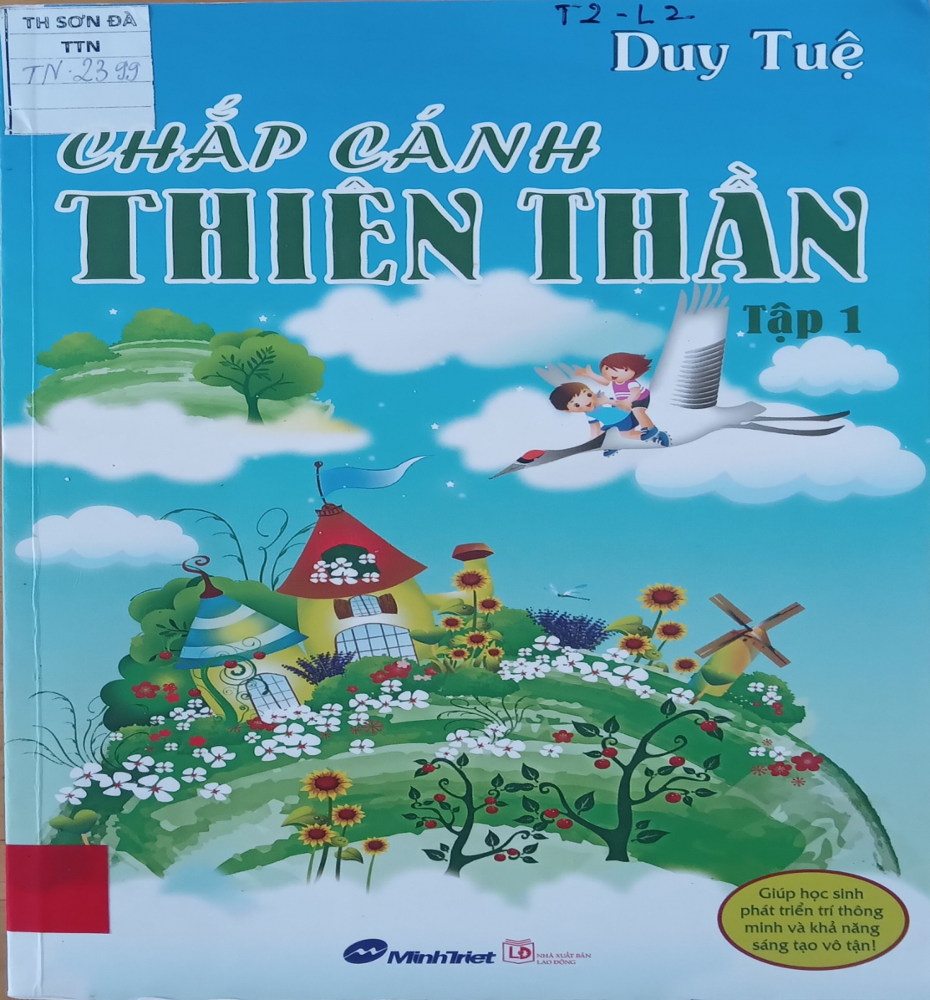 TH SƠN ĐÀ
TTN
TN.2399
T2-L2
Duy Tuệ
CHẮP CÁNH
THIÊN THẦN
Tập 1
Giúp học sinh
phát triển trí thông
minh và khả năng
sáng tạo vô tận!
MinhTriet
LĐ
NHÀ XUẤT BẢN
LAO ĐỘNG